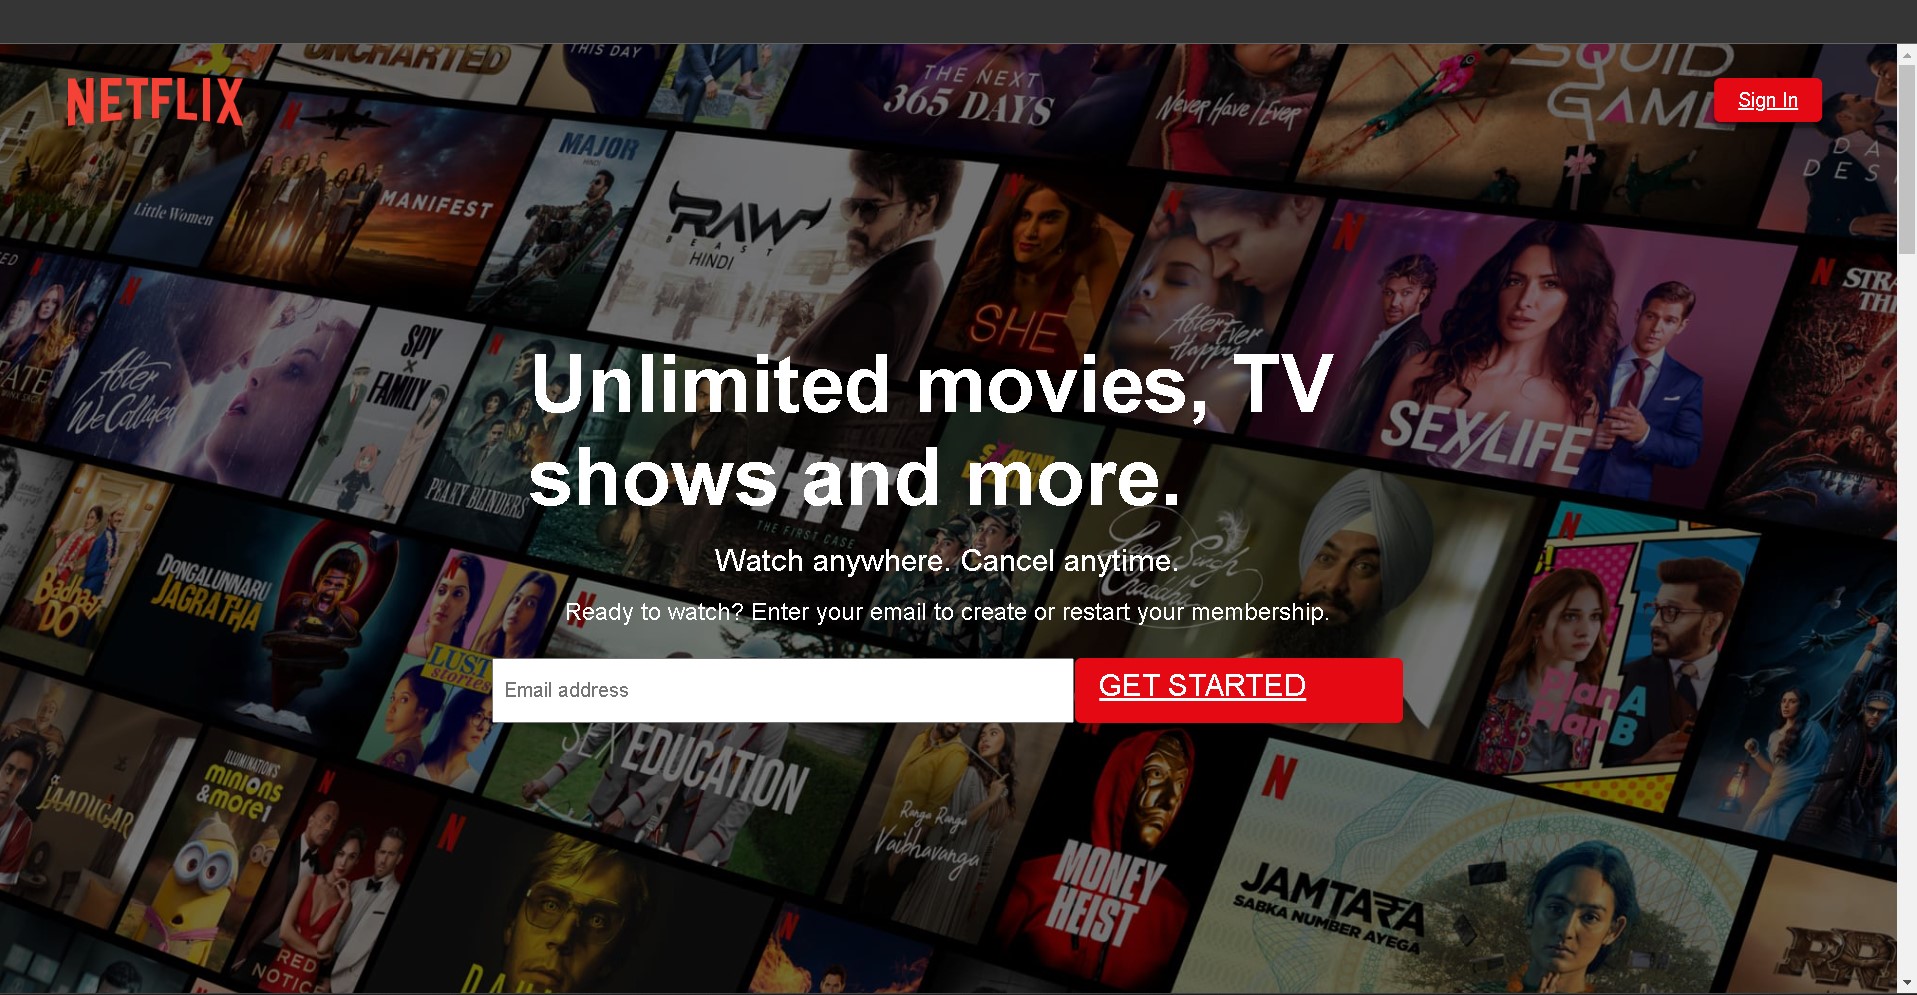 UNCHARTED
THIS DAY
THE NEXT
365 DAYS
Never Have I Ever
SQUID
GAME
NETFLIX
Sign In
Little Women
MANIFEST
MAJOR
HINDI
RAW
BEAST
HINDI
SHE
After Ever
Happy
SEX/LIFE
After
We Collided
SPY
×
FAMILY
Unlimited movies, TV
shows and more.
PEAKY BLINDERS
HIT
THE FIRST CASE
Watch anywhere. Cancel anytime.
Ready to watch? Enter your email to create or restart your membership.
Badhaai
DO
DONGALUNNARU
JAGRATHA
LUST
stories
Email address
GET STARTED
Plan A
Plan B
JAADUGAR
ILLUMINATION'S
MINIONS
& MORE 1
SEX EDUCATION
Ranga Ranga
Vaibhavanga
MONEY
HEIST
JAMTARA
SABKA NUMBER AYEGA
RED
NOTICE